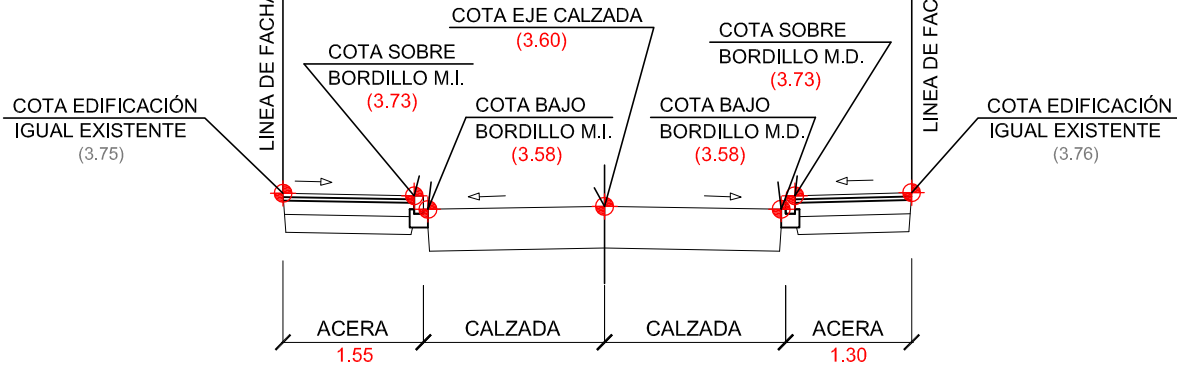 COTA EJE CALZADA
(3.60)
COTA SOBRE
BORDILLO M.I.
(3.73)
COTA SOBRE
BORDILLO M.D.
(3.73)
LINEA DE
LINEA DE
COTA EDIFICACIÓN
IGUAL EXISTENTE
(3.75)
COTA BAJO
BORDILLO M.I.
(3.58)
COTA BAJO
BORDILLO M.D.
(3.58)
COTA EDIFICACIÓN
IGUAL EXISTENTE
(3.76)
ACERA
CALZADA
CALZADA
ACERA
1.55
1.30